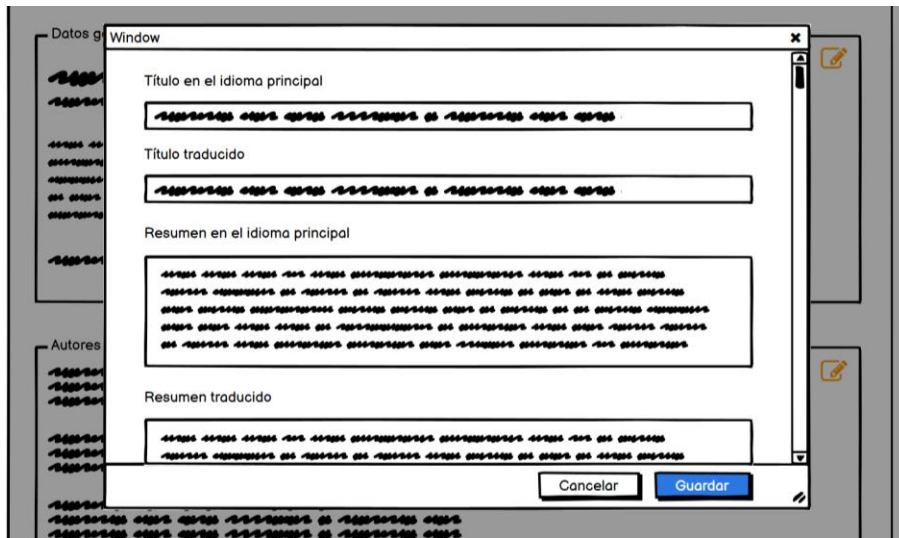 Datos g
Window
Título en el idioma principal
Título traducido
Resumen en el idioma principal
Resumen traducido
Autores
Cancelar
Guardar